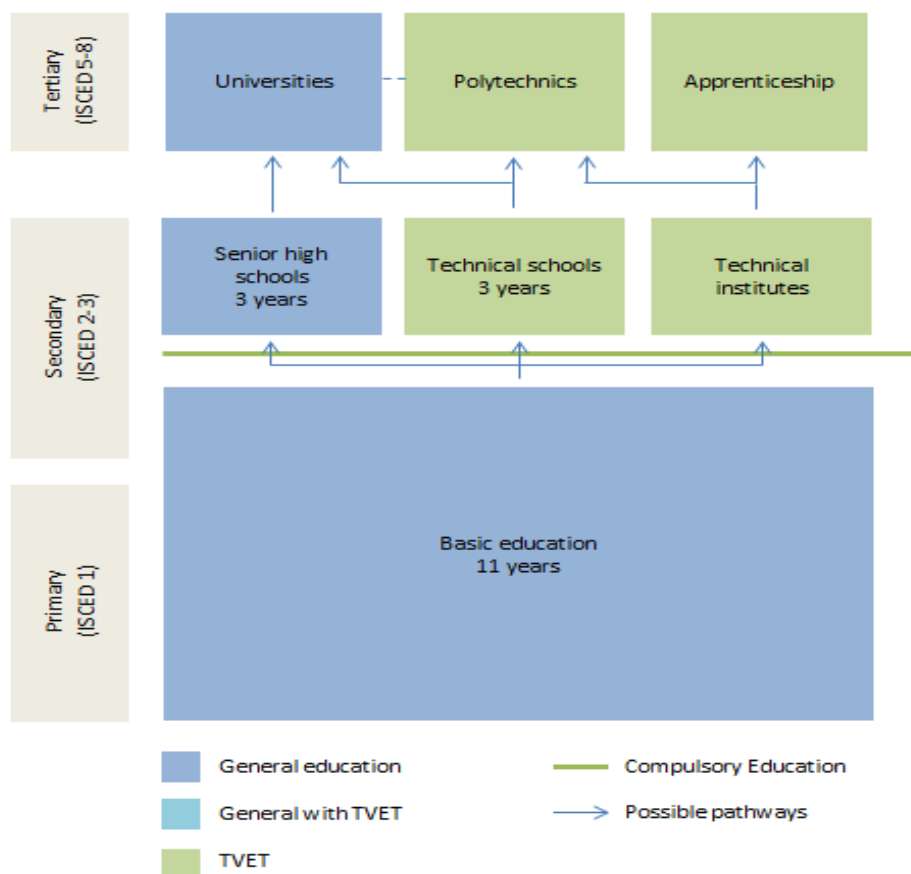 Tertiary
(ISCED 5-8)
Universities
Polytechnics
Apprenticeship
Secondary
(ISCED 2-3)
Senior high
schools
3 years
Technical schools
3 years
Technical
institutes
Primary
(ISCED 1)
Basic education
11 years
General education
Compulsory Education
General with TVET
Possible pathways
TVET